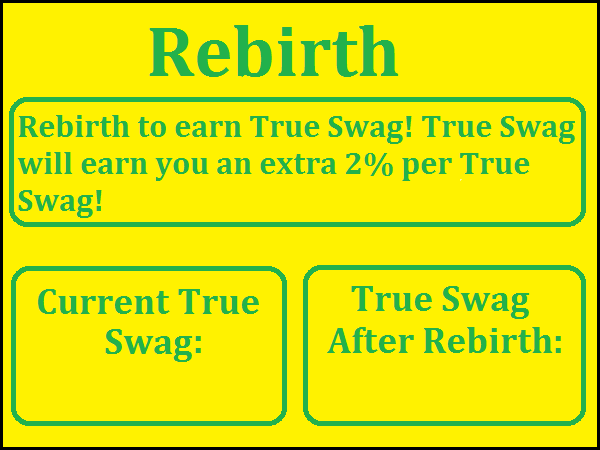 Rebirth
Rebirth to earn True Swag! True Swag
will earn you an extra 2% per True
Swag!
Current True
Swag:
True Swag
After Rebirth: